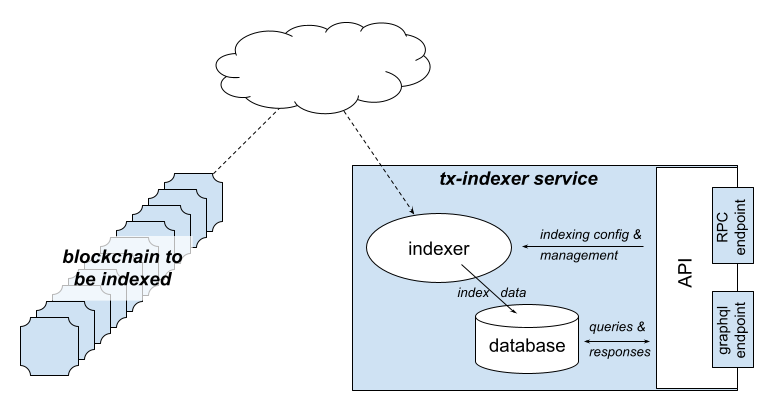 tx-indexer service
blockchain to
be indexed
indexer
indexing config &
management
index data
database
queries &
responses
API
RPC
endpoint
graphql
endpoint